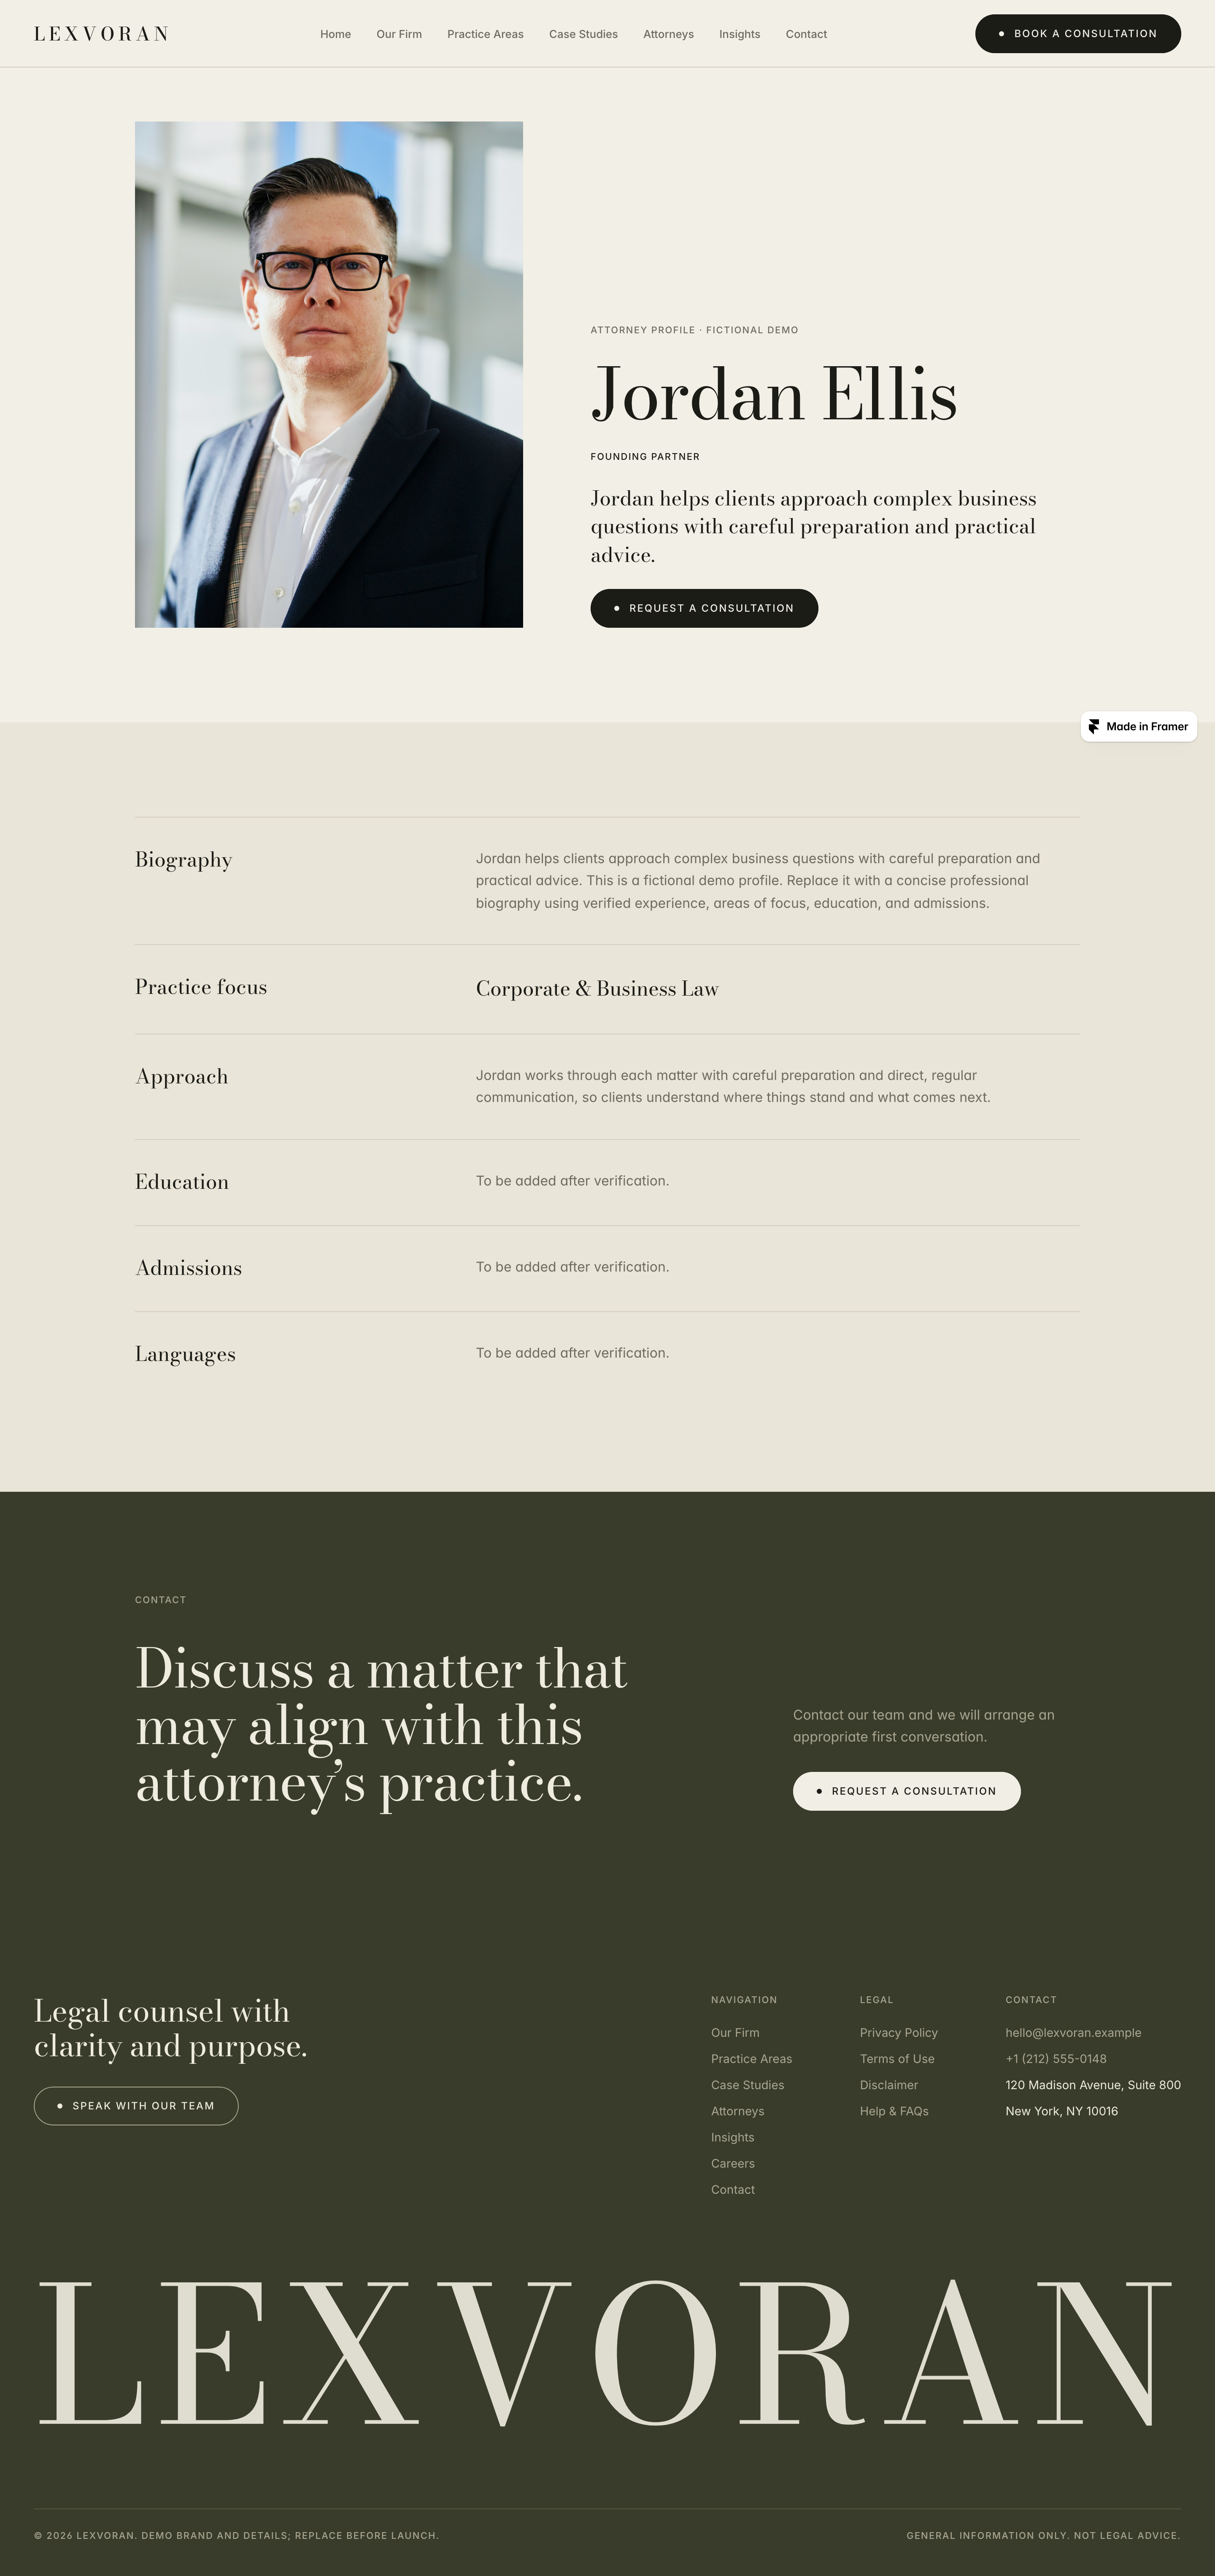 LEXVORAN
Home
Our Firm
Practice Areas
Case Studies
Attorneys
Insights
Contact
BOOK A CONSULTATION
ATTORNEY PROFILE · FICTIONAL DEMO
Jordan Ellis
FOUNDING PARTNER
Jordan helps clients approach complex business
questions with careful preparation and practical
advice.
REQUEST A CONSULTATION
Made in Framer
Biography
Jordan helps clients approach complex business questions with careful preparation and
practical advice. This is a fictional demo profile. Replace it with a concise professional
biography using verified experience, areas of focus, education, and admissions.
Practice focus
Corporate & Business Law
Approach
Jordan works through each matter with careful preparation and direct, regular
communication, so clients understand where things stand and what comes next.
Education
To be added after verification.
Admissions
To be added after verification.
Languages
To be added after verification.
CONTACT
Discuss a matter that
may align with this
attorney’s practice.
Contact our team and we will arrange an
appropriate first conversation.
REQUEST A CONSULTATION
Legal counsel with
clarity and purpose.
SPEAK WITH OUR TEAM
NAVIGATION
Our Firm
Practice Areas
Case Studies
Attorneys
Insights
Careers
Contact
LEGAL
Privacy Policy
Terms of Use
Disclaimer
Help & FAQs
CONTACT
hello@lexvoran.example
+1 (212) 555-0148
120 Madison Avenue, Suite 800
New York, NY 10016
LEXVORAN
© 2026 LEXVORAN. DEMO BRAND AND DETAILS; REPLACE BEFORE LAUNCH.
GENERAL INFORMATION ONLY. NOT LEGAL ADVICE.